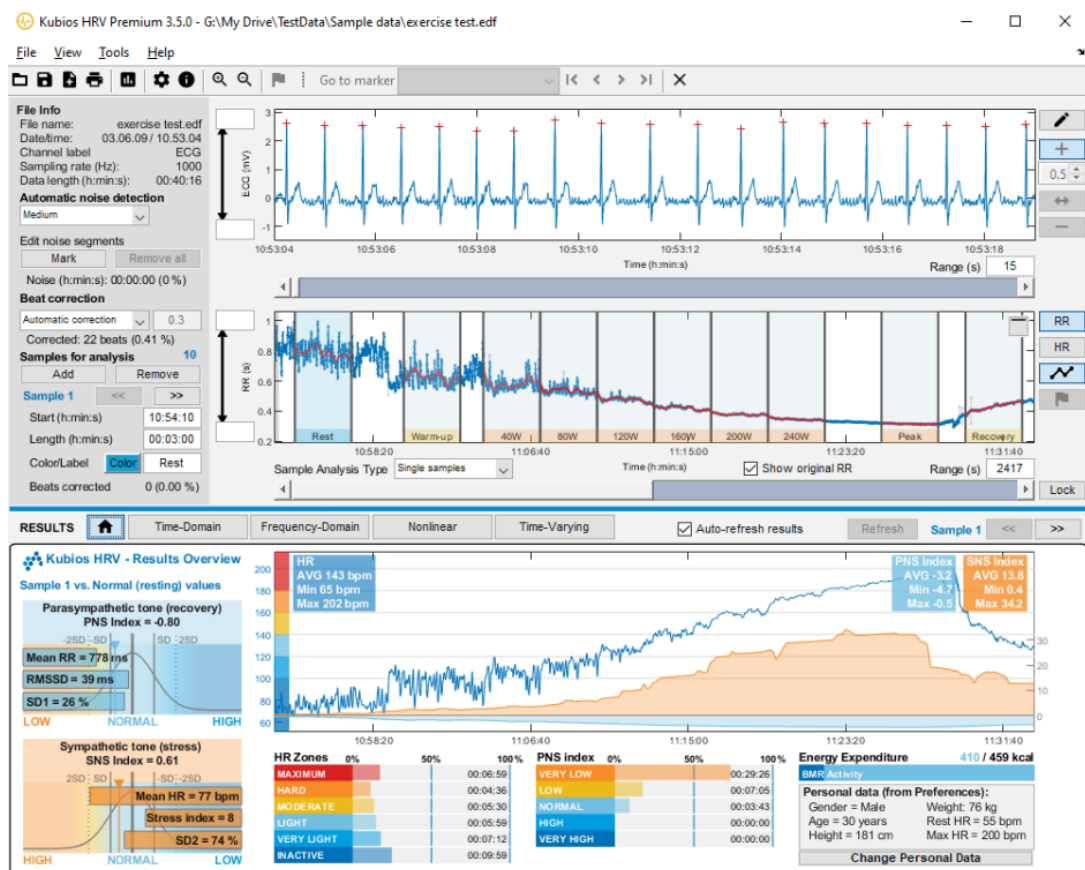 Kubios HRV Premium 3.5.0 - G:\My Drive\TestData\Sample data\exercise test.edf
File View Tools Help
Go to marker
File Info
File name: exercise test.edf
Date/time: 03.06.09 / 10.53.04
Channel label ECG
Sampling rate (Hz): 1000
Data length (h:min:s): 00:40:16
Automatic noise detection
Medium
Edit noise segments
Mark Remove all
Noise (h:min:s): 00:00:00 (0 %)
Beat correction
Automatic correction 0.3
Corrected: 22 beats (0.41 %)
Samples for analysis 10
Add Remove
Sample 1 << >>
Start (h:min:s) 10:54:10
Length (h:min:s) 00:03:00
Color/Label Color Rest
Beats corrected 0 (0.00 %)
ECG (mV)
3
2
1
0
-1
10:53:04 10:53:06 10:53:08 10:53:10 10:53:12 10:53:14 10:53:16 10:53:18
Time (h:min:s)
Range (s) 15
0.5
RR (s)
1
0.8
0.6
0.4
0.2
Rest Warm-up 40W 80W 120W 160W 200W 240W Peak Recovery
10:58:20 11:06:40 11:15:00 11:23:20 11:31:40
Sample Analysis Type Single samples Time (h:min:s) Show original RR Range (s) 2417
RR
HR
Lock
RESULTS Time-Domain Frequency-Domain Nonlinear Time-Varying Auto-refresh results Refresh Sample 1 << >>
Kubios HRV - Results Overview
Sample 1 vs. Normal (resting) values
Parasympathetic tone (recovery)
PNS Index = -0.80
-2SD -SD SD 2SD
Mean RR = 778 ms
RMSSD = 39 ms
SD1 = 26 %
LOW NORMAL HIGH
Sympathetic tone (stress)
SNS Index = 0.61
2SD SD -SD -2SD
Mean HR = 77 bpm
Stress index = 8
SD2 = 74 %
HIGH NORMAL LOW
200
180
160
140
120
100
80
60
HR
AVG 143 bpm
Min 65 bpm
Max 202 bpm
PNS Index
AVG -3.2
Min -4.7
Max -0.5
SNS Index
AVG 13.8
Min 0.4
Max 34.2
30
20
10
0
10:58:20 11:06:40 11:15:00 11:23:20 11:31:40
HR Zones 0% 50% 100%
MAXIMUM 00:06:59
HARD 00:04:36
MODERATE 00:05:30
LIGHT 00:05:59
VERY LIGHT 00:07:12
INACTIVE 00:09:59
PNS index 0% 50% 100%
VERY LOW 00:29:26
LOW 00:07:05
NORMAL 00:03:43
HIGH 00:00:00
VERY HIGH 00:00:00
Energy Expenditure 410 / 459 kcal
BMR Activity
Personal data (from Preferences):
Gender = Male Weight: 76 kg
Age = 30 years Rest HR = 55 bpm
Height = 181 cm Max HR = 200 bpm
Change Personal Data